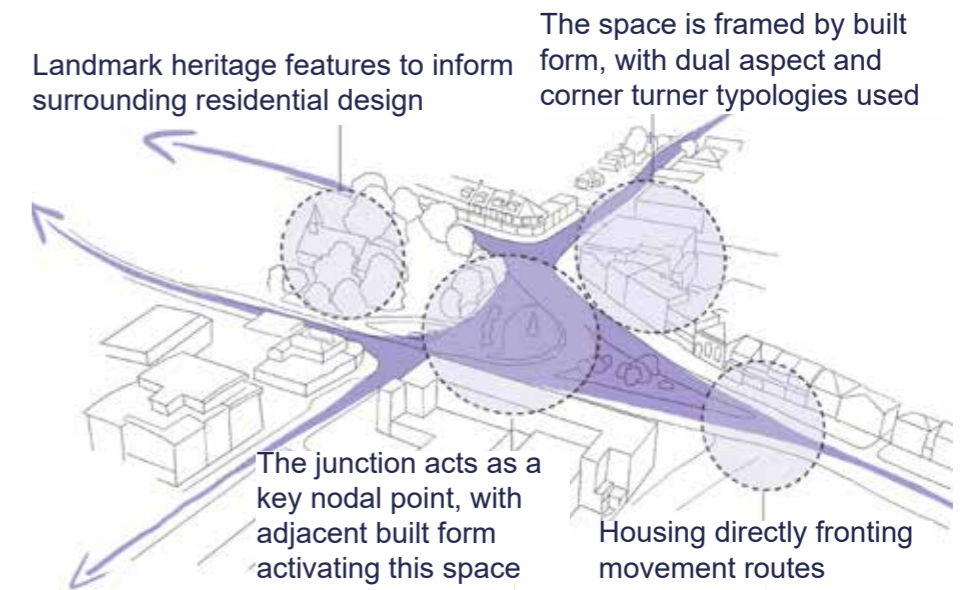 Landmark heritage features to inform
surrounding residential design
The space is framed by built
form, with dual aspect and
corner turner typologies used
The junction acts as a
key nodal point, with
adjacent built form
activating this space
Housing directly fronting
movement routes